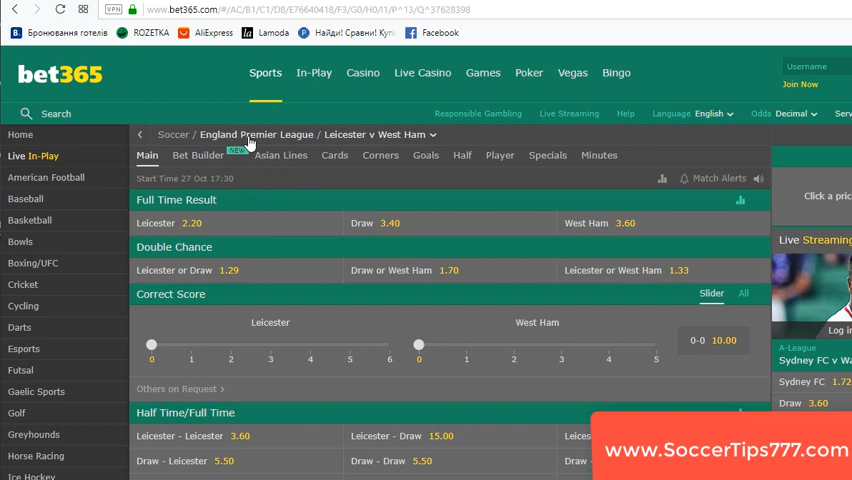 VPN www.bet365.com/#/AC/B1/C1/D8/E76640418/F3/G0/H0/I1/P^13/Q^37628398
B. Бронювання готелів ROZETKA AliExpress la Lamoda Найди! Сравни! Ку Facebook
bet365 Sports In-Play Casino Live Casino Games Poker Vegas Bingo Username
Join Now
Search Responsible Gambling Live Streaming Help Language English Odds Decimal Serv
Home Soccer / England Premier League / Leicester v West Ham
Live In-Play Main Bet Builder NEW Asian Lines Cards Corners Goals Half Player Specials Minutes
American Football Start Time 27 Oct 17:30 Match Alerts
Baseball Full Time Result Click a pric
Basketball Leicester 2.20 Draw 3.40 West Ham 3.60
Bowls Double Chance Live Streaming
Boxing/UFC Leicester or Draw 1.29 Draw or West Ham 1.70 Leicester or West Ham 1.33
Cricket Correct Score Slider All
Cycling Leicester West Ham
Darts Log in
Esports 0 1 2 3 4 5 6 0 1 2 3 4 5 0-0 10.00 A-League
Futsal Sydney FC v Wa
Gaelic Sports Others on Request Sydney FC 1.72
Golf Half Time/Full Time Draw 3.60
Greyhounds Leicester - Leicester 3.60 Leicester - Draw 15.00 Leices
Horse Racing Draw - Leicester 5.50 Draw - Draw 5.50 Draw
Ice Hockey
www.SoccerTips777.com